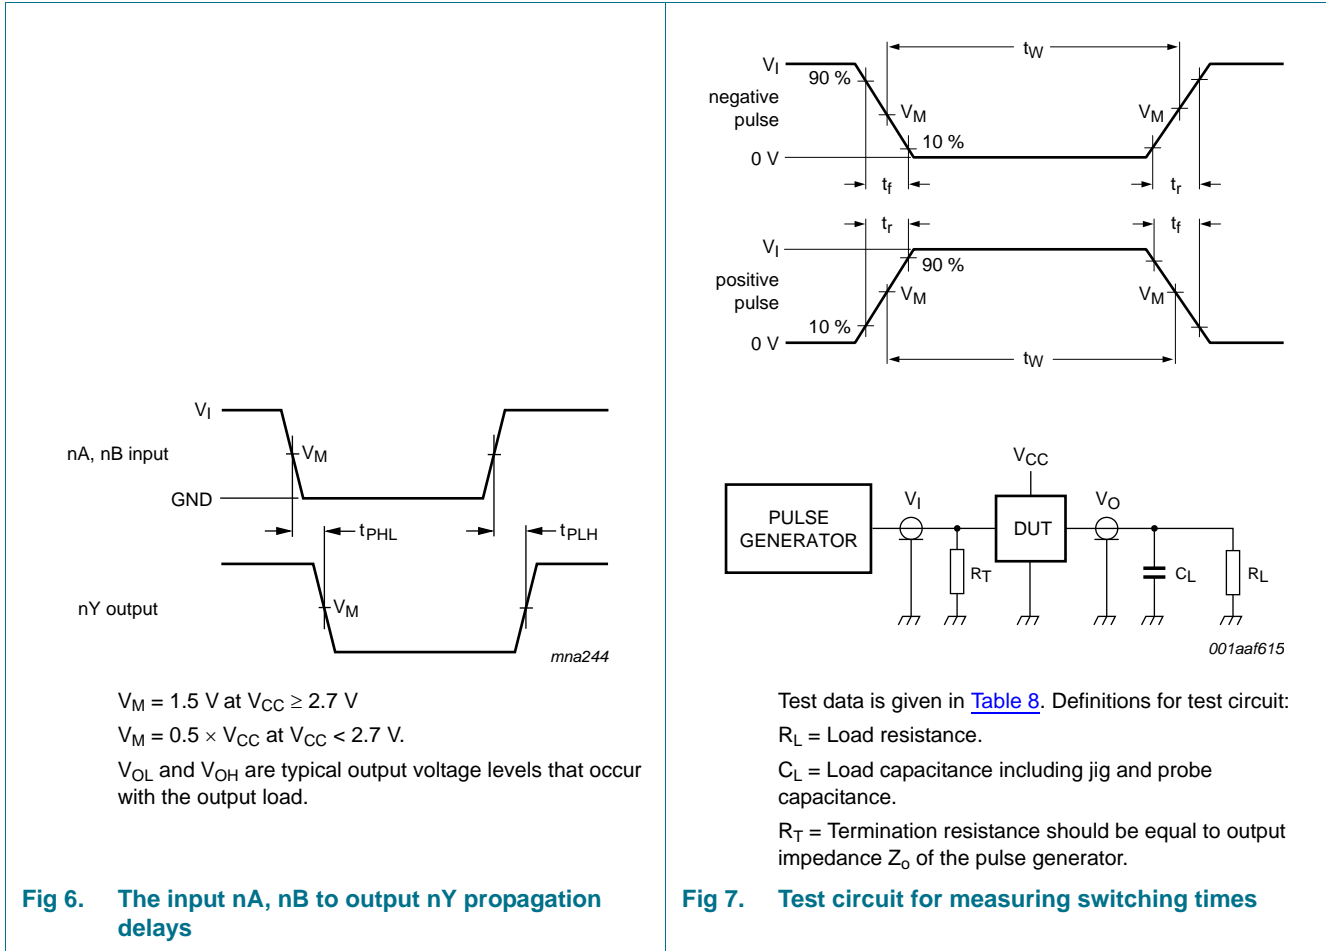 VI
nA, nB input
VM
GND
tPHL
tPLH
nY output
VM
mna244
VM = 1.5 V at VCC ≥ 2.7 V
VM = 0.5 × VCC at VCC < 2.7 V.
VOL and VOH are typical output voltage levels that occur
with the output load.
Fig 6. The input nA, nB to output nY propagation
delays
tW
VI
90 %
negative
pulse
VM
VM
10 %
0 V
tf
tr
tr
tf
VI
90 %
positive
pulse
VM
VM
10 %
0 V
tW
VCC
PULSE
GENERATOR
VI
DUT
VO
RT
CL
RL
001aaf615
Test data is given in Table 8. Definitions for test circuit:
RL = Load resistance.
CL = Load capacitance including jig and probe
capacitance.
RT = Termination resistance should be equal to output
impedance Zo of the pulse generator.
Fig 7. Test circuit for measuring switching times